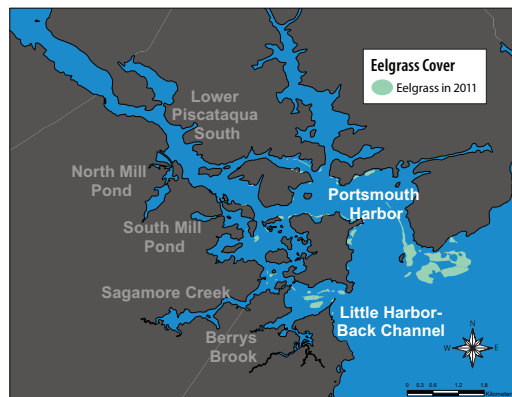 Eelgrass Cover
Eelgrass in 2011
Lower
Piscataqua
South
North Mill
Pond
Portsmouth
Harbor
South Mill
Pond
Sagamore Creek
Little Harbor-
Back Channel
Berrys
Brook
N
W E
S
0 0.3 0.6 1.2 1.8
Kilometers